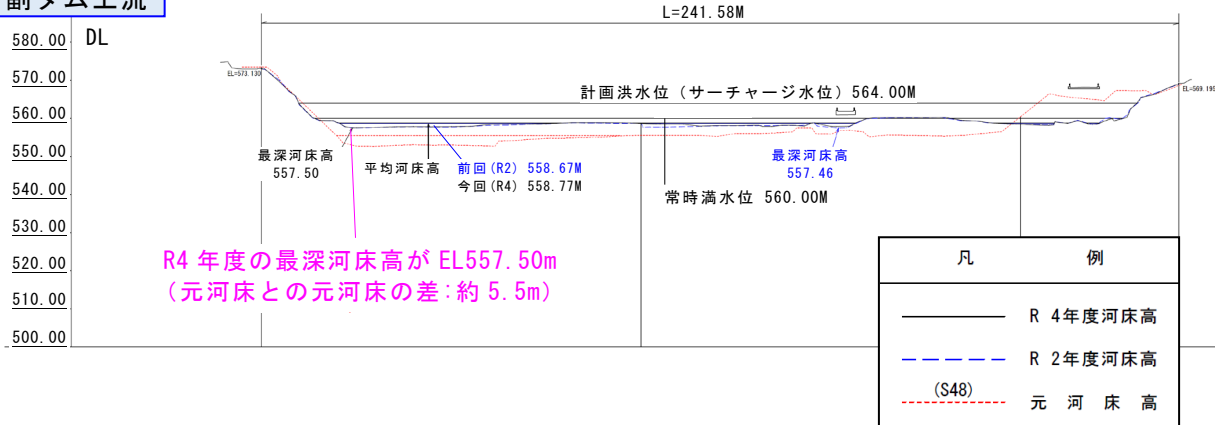 副ダム上流
L=241.58M
580.00 DL
570.00
560.00
550.00
540.00
530.00
520.00
510.00
500.00
EL=573.130
EL=569.195
計画洪水位 (サーチャージ水位) 564.00M
最深河床高
557.50
平均河床高
前回(R2) 558.67M
今回(R4) 558.77M
最深河床高
557.46
常時満水位 560.00M
R4 年度の最深河床高が EL557.50m
(元河床との元河床の差:約 5.5m)
凡 例
R 4年度河床高
R 2年度河床高
(S48) 元 河 床 高